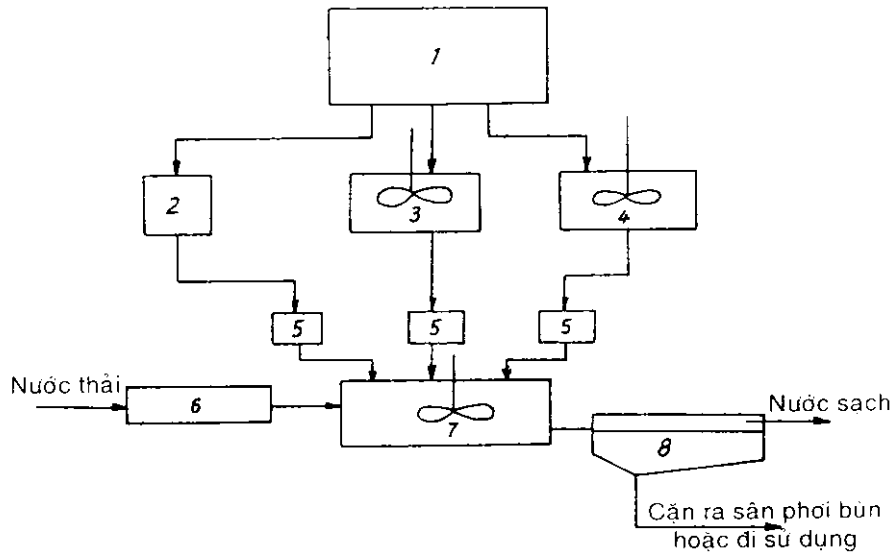 1
2
3
4
5
5
5
Nước thải
6
7
Nước sạch
8
Cặn ra sân phơi bùn
hoặc đi sử dụng